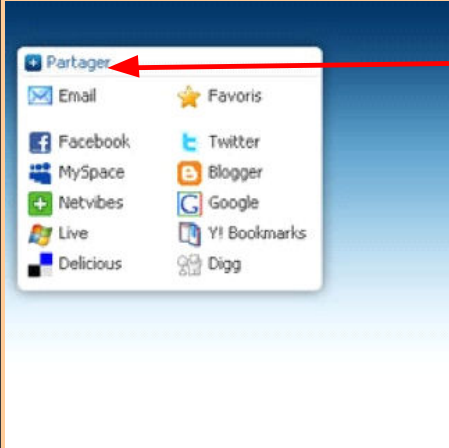 Partager
Email Favoris
Facebook Twitter
MySpace Blogger
Netvibes Google
Live Y! Bookmarks
Delicious Digg